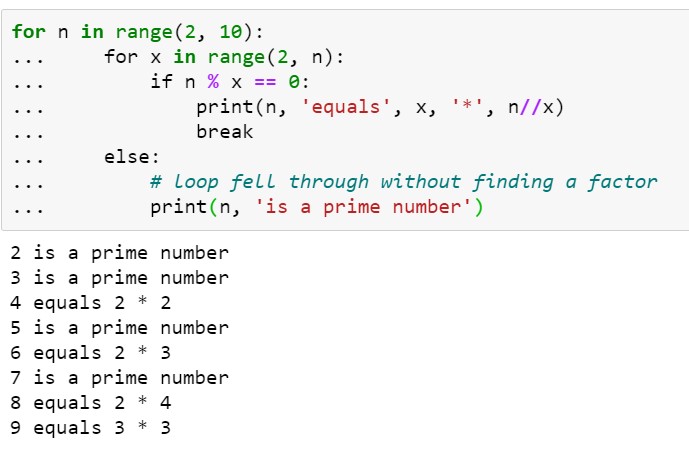 for n in range(2, 10):
...     for x in range(2, n):
...         if n % x == 0:
...             print(n, 'equals', x, '*', n//x)
...             break
...     else:
...         # loop fell through without finding a factor
...         print(n, 'is a prime number')
2 is a prime number
3 is a prime number
4 equals 2 * 2
5 is a prime number
6 equals 2 * 3
7 is a prime number
8 equals 2 * 4
9 equals 3 * 3